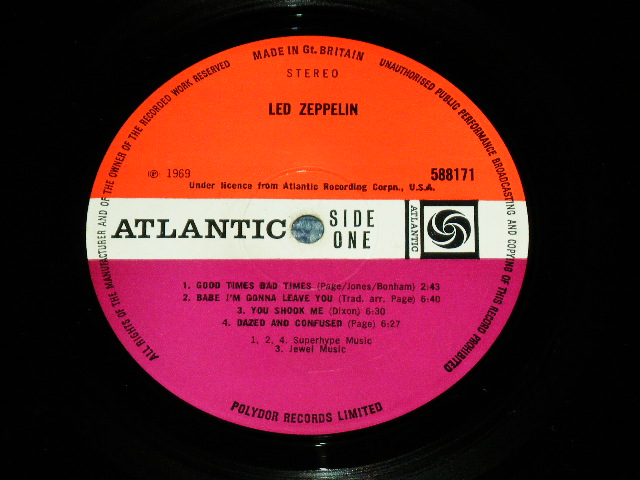 MADE IN Gt. BRITAIN
ALL RIGHTS OF THE MANUFACTURER AND OF THE OWNER OF THE RECORDED WORK RESERVED
UNAUTHORISED PUBLIC PERFORMANCE BROADCASTING AND COPYING OF THIS RECORD PROHIBITED
STEREO
LED ZEPPELIN
℗ 1969
588171
Under licence from Atlantic Recording Corpn., U.S.A.
ATLANTIC
SIDE ONE
ATLANTIC
1. GOOD TIMES BAD TIMES (Page/Jones/Bonham) 2:43
2. BABE I'M GONNA LEAVE YOU (Trad. arr. Page) 6:40
3. YOU SHOOK ME (Dixon) 6:30
4. DAZED AND CONFUSED (Page) 6:27
1, 2, 4. Superhype Music
3. Jewel Music
POLYDOR RECORDS LIMITED